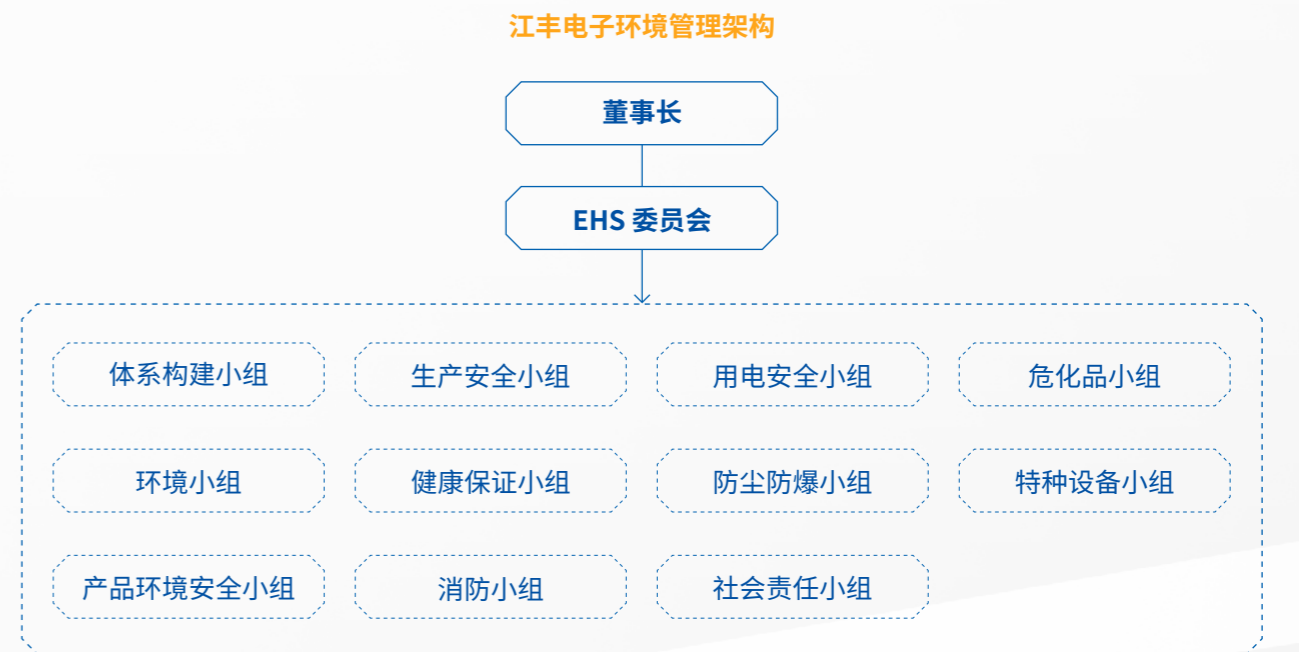 江丰电子环境管理架构
董事长
EHS 委员会
体系构建小组
生产安全小组
用电安全小组
危化品小组
环境小组
健康保证小组
防尘防爆小组
特种设备小组
产品环境安全小组
消防小组
社会责任小组